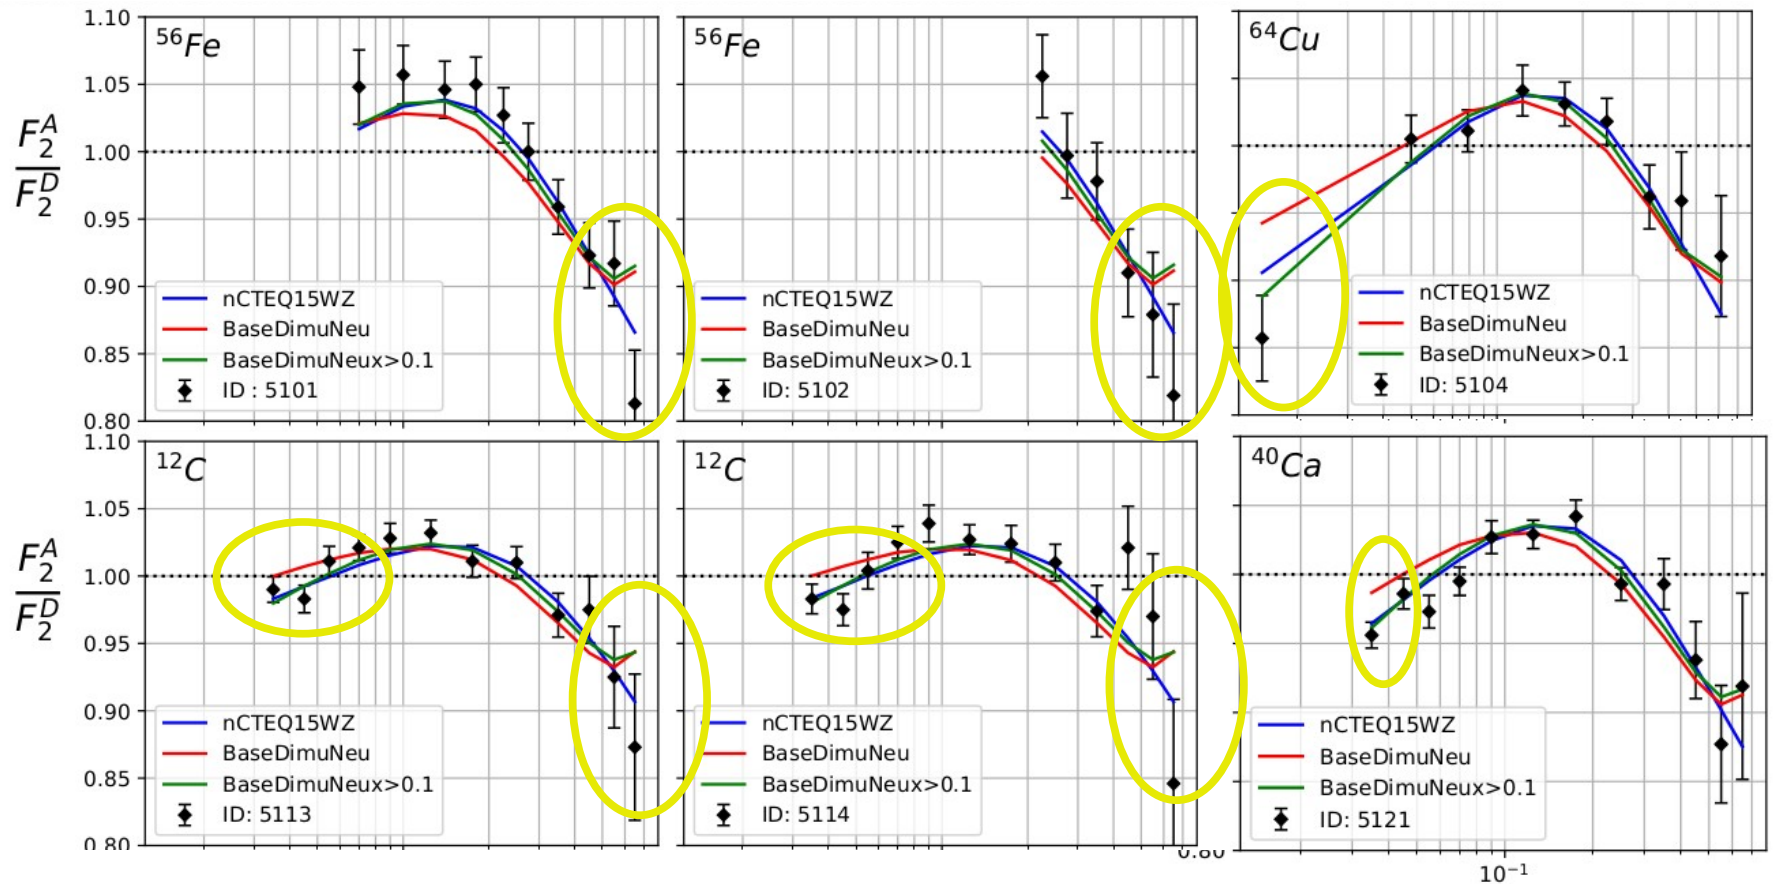 1.10
1.05
1.00
0.95
0.90
0.85
0.80
F₂ᴬ
F₂ᴰ
⁵⁶Fe
nCTEQ15WZ
BaseDimuNeu
BaseDimuNeux>0.1
ID : 5101
⁵⁶Fe
nCTEQ15WZ
BaseDimuNeu
BaseDimuNeux>0.1
ID: 5102
⁶⁴Cu
nCTEQ15WZ
BaseDimuNeu
BaseDimuNeux>0.1
ID: 5104
1.10
1.05
1.00
0.95
0.90
0.85
0.80
F₂ᴬ
F₂ᴰ
¹²C
nCTEQ15WZ
BaseDimuNeu
BaseDimuNeux>0.1
ID: 5113
¹²C
nCTEQ15WZ
BaseDimuNeu
BaseDimuNeux>0.1
ID: 5114
0.80
⁴⁰Ca
nCTEQ15WZ
BaseDimuNeu
BaseDimuNeux>0.1
ID: 5121
10⁻¹